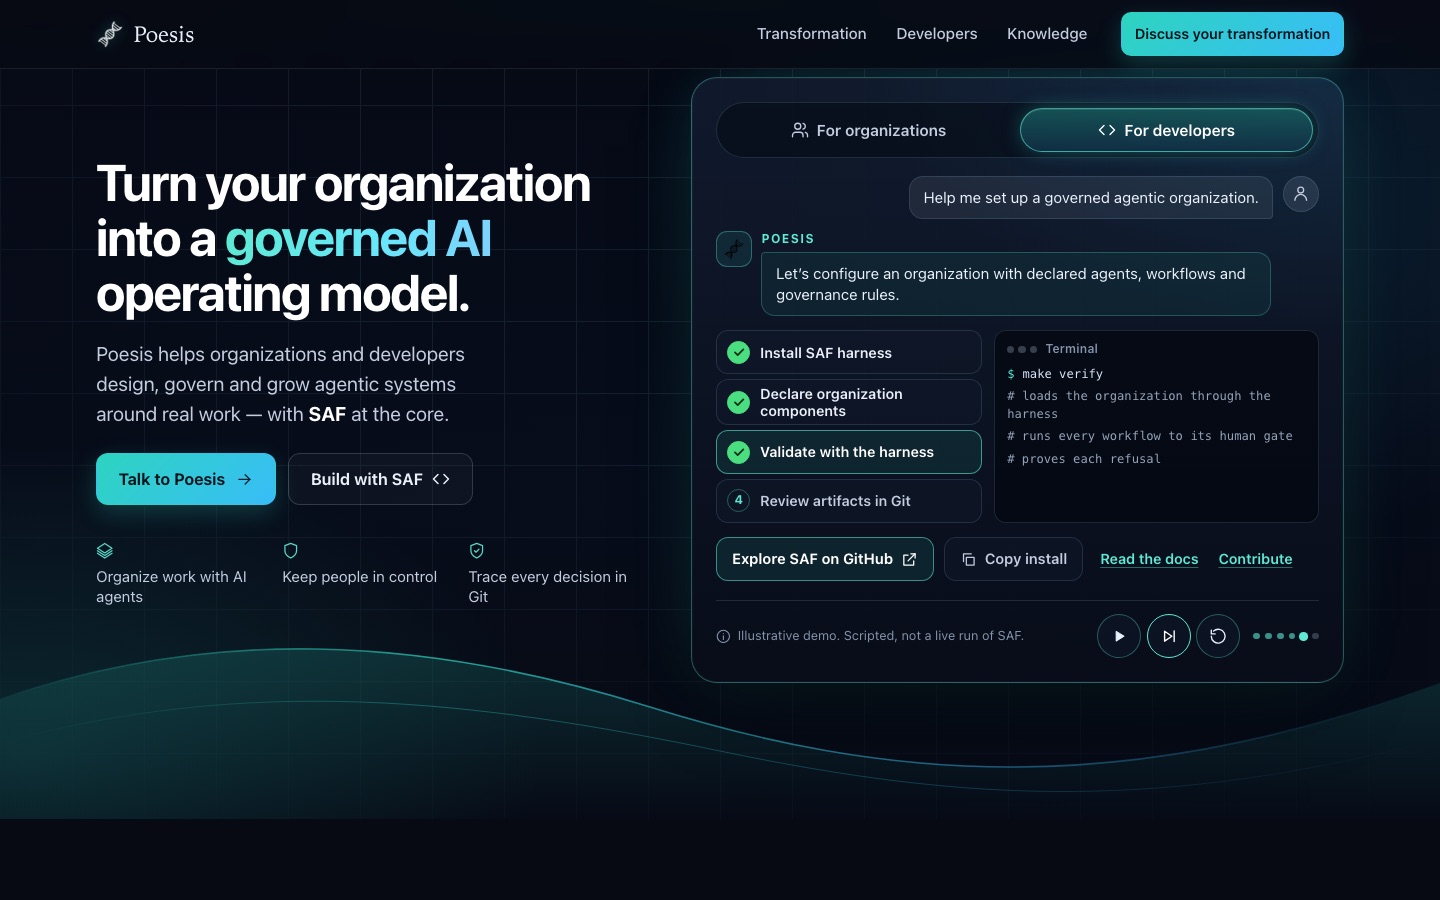 Poesis
Transformation
Developers
Knowledge
Discuss your transformation
Turn your organization
into a governed AI
operating model.
Poesis helps organizations and developers
design, govern and grow agentic systems
around real work — with SAF at the core.
Talk to Poesis
Build with SAF
Organize work with AI
agents
Keep people in control
Trace every decision in
Git
For organizations
For developers
Help me set up a governed agentic organization.
POESIS
Let’s configure an organization with declared agents, workflows and
governance rules.
Install SAF harness
Declare organization
components
Validate with the harness
4 Review artifacts in Git
Terminal
$ make verify
# loads the organization through the
harness
# runs every workflow to its human gate
# proves each refusal
Explore SAF on GitHub
Copy install
Read the docs
Contribute
Illustrative demo. Scripted, not a live run of SAF.